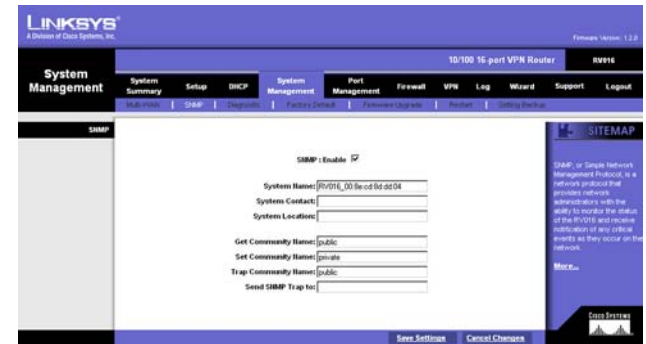 LINKSYS®
A Division of Cisco Systems, Inc.
Firmware Version: 1.2.0
10/100 16-port VPN Router
RV016
System Management
System Summary
Setup
DHCP
System Management
Port Management
Firewall
VPN
Log
Wizard
Support
Logout
Multi-WAN | SNMP | Diagnostic | Factory Default | Firmware Upgrade | Restart | Setting Backup
SNMP
SITEMAP
SNMP : Enable
System Name: RV016_00:0e:cd:9d:dd:04
System Contact:
System Location:
Get Community Name: public
Set Community Name: private
Trap Community Name: public
Send SNMP Trap to:
SNMP, or Simple Network
Management Protocol, is a
network protocol that
provides network
administrators with the
ability to monitor the status
of the RV016 and receive
notification of any critical
events as they occur on the
network.
More...
CISCO SYSTEMS
Save Settings
Cancel Changes